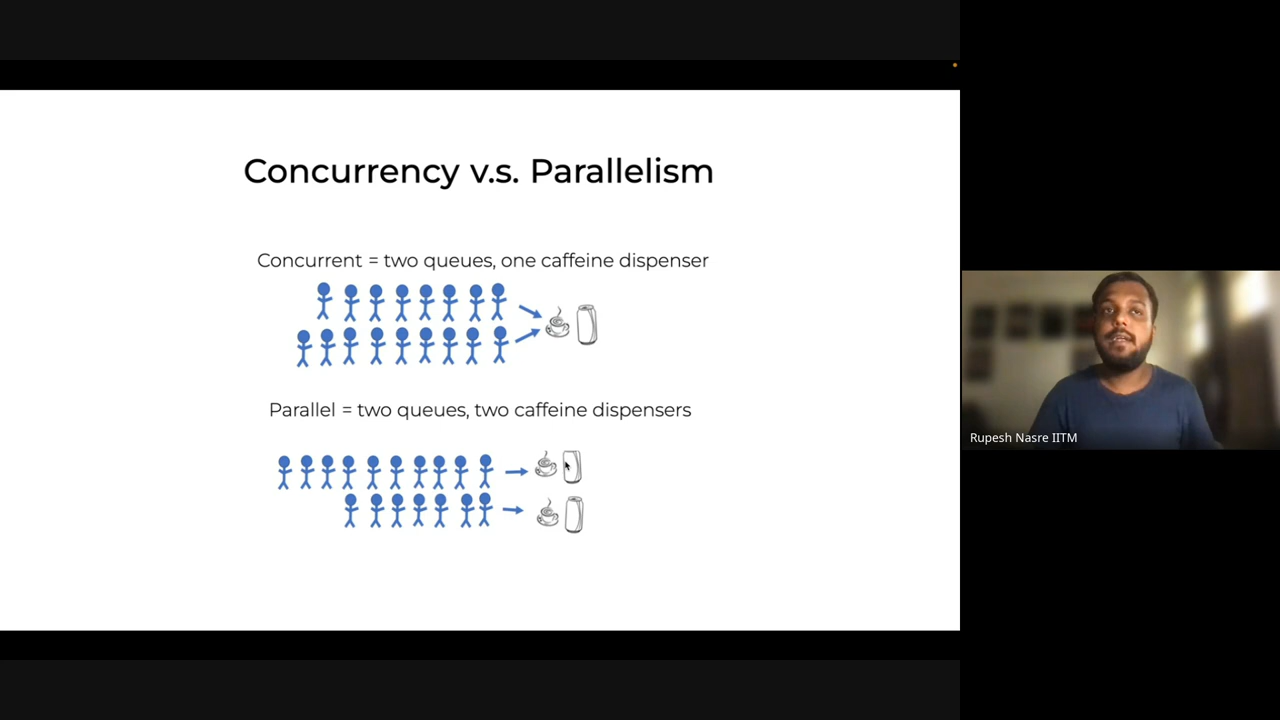 Concurrency v.s. Parallelism
Concurrent = two queues, one caffeine dispenser
Parallel = two queues, two caffeine dispensers
Rupesh Nasre IITM